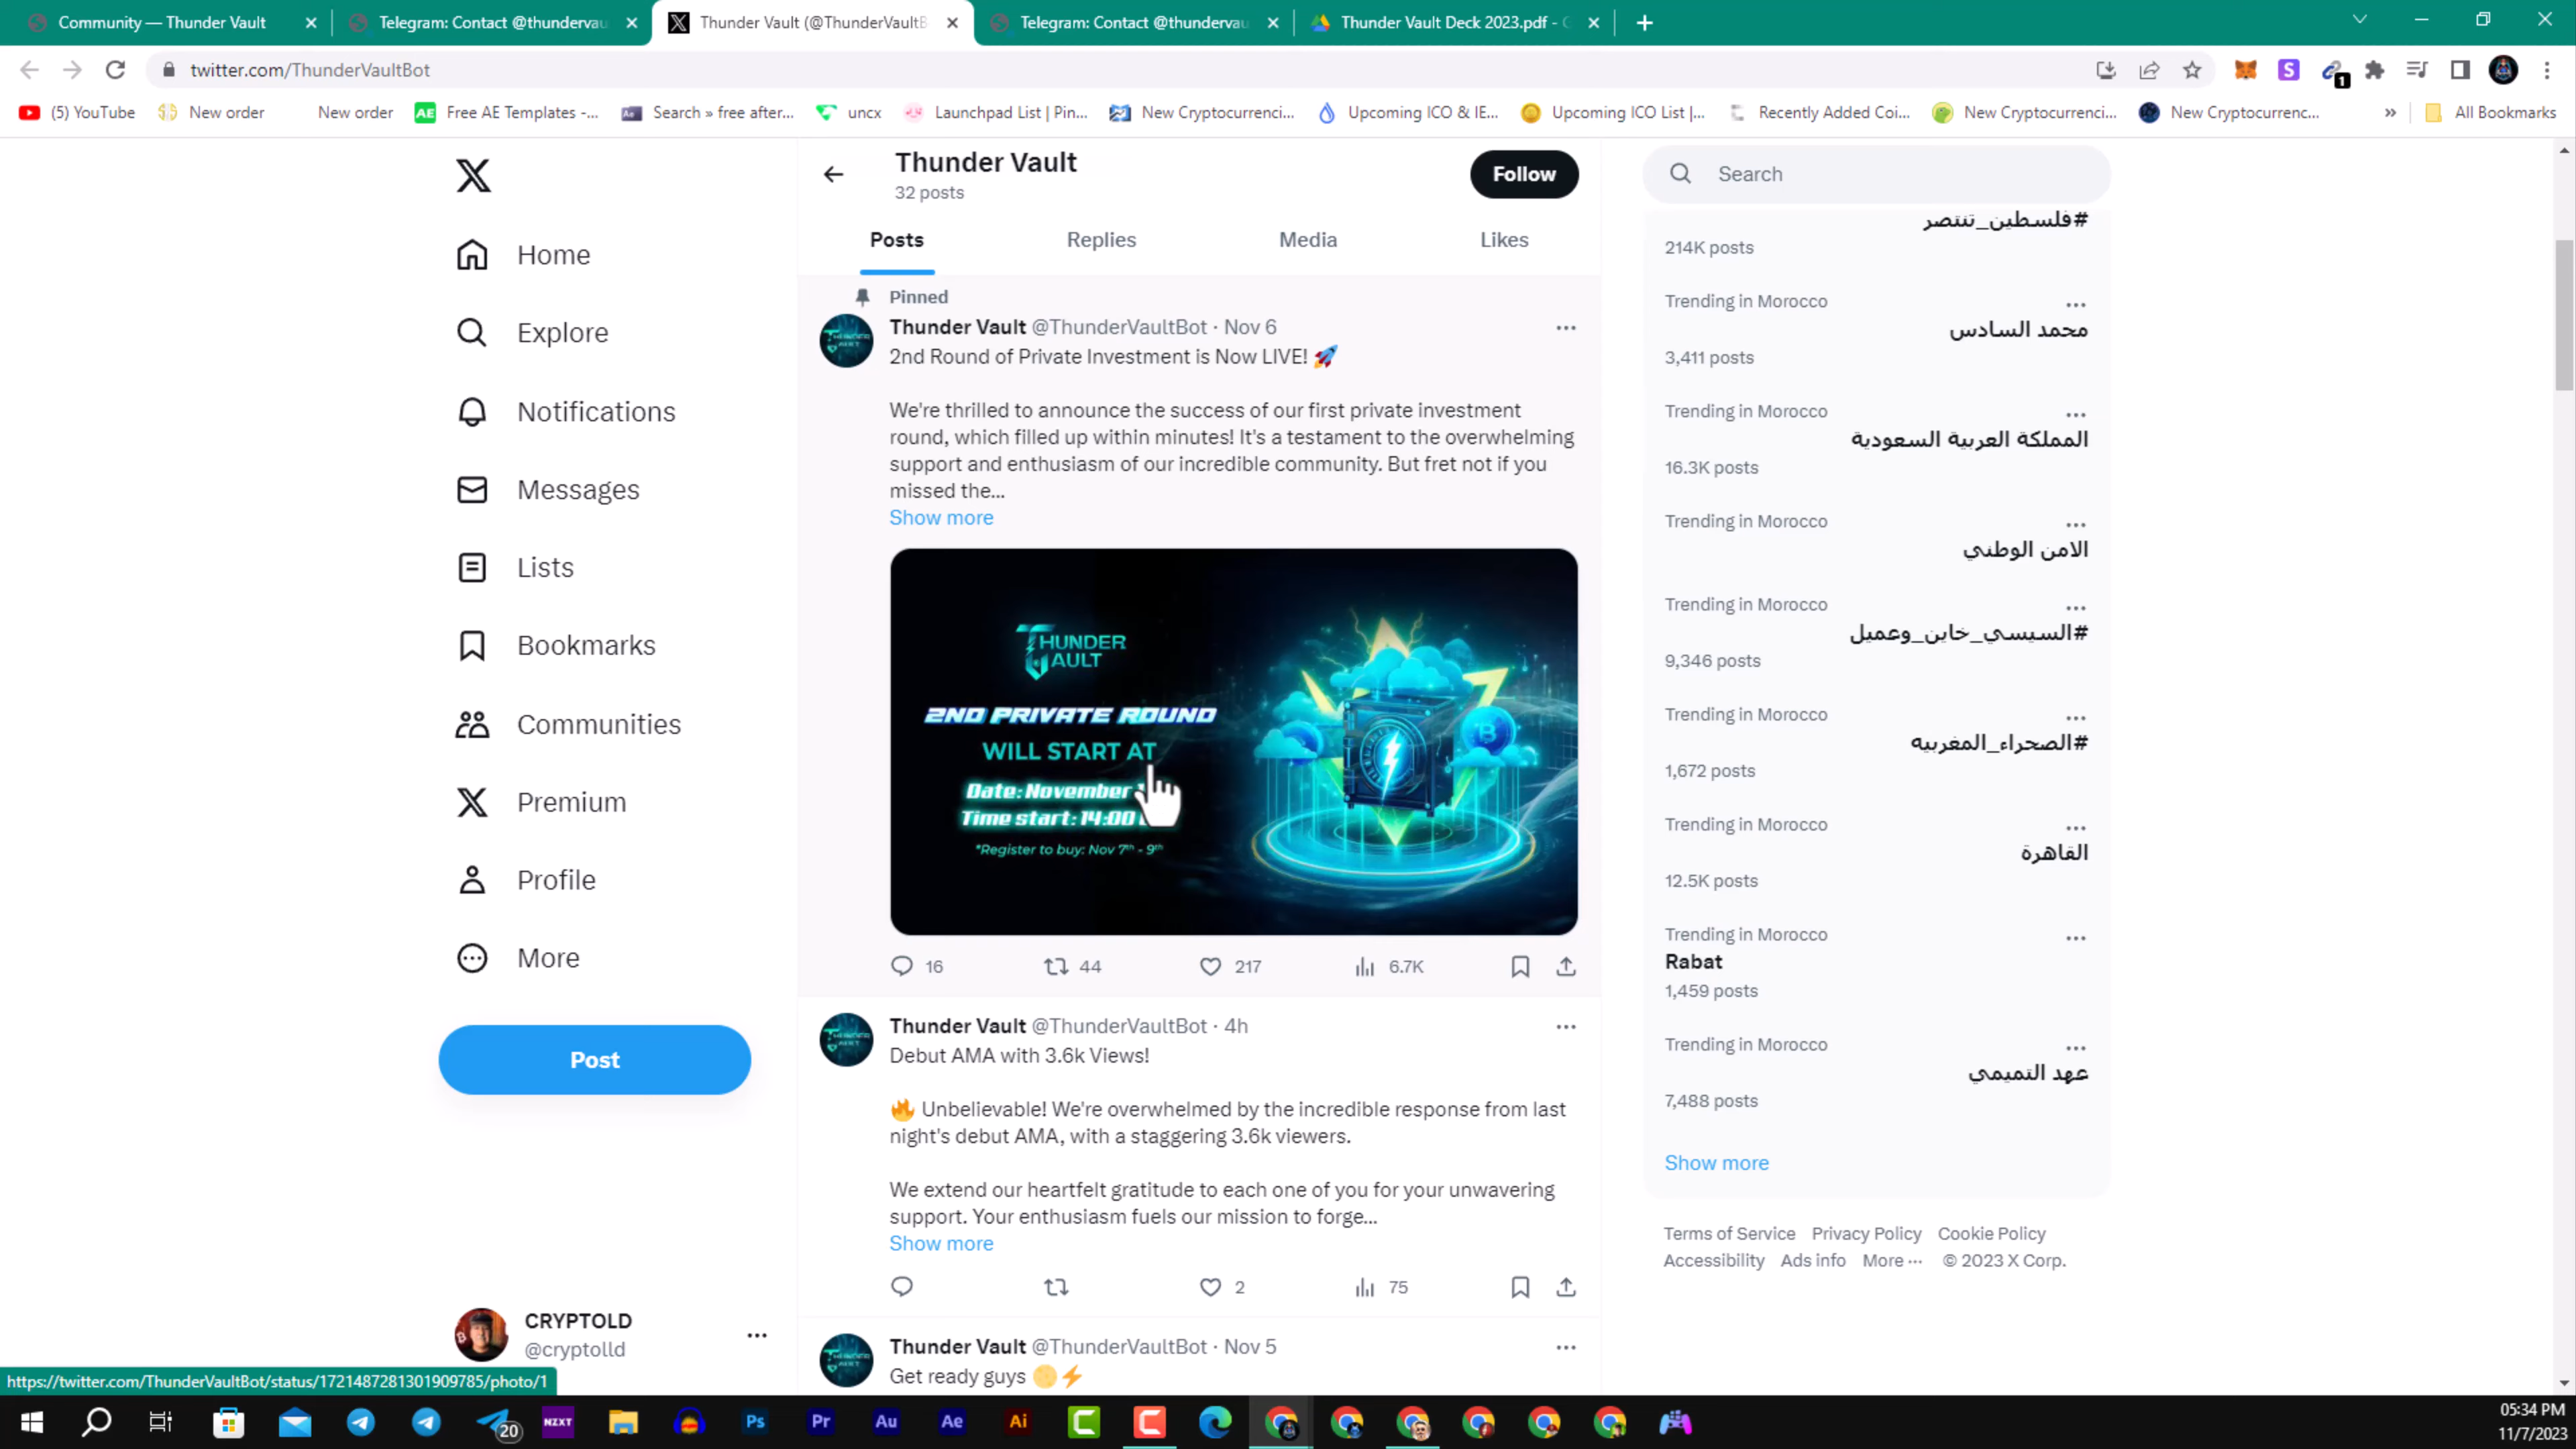 Community — Thunder Vault
Telegram: Contact @thundervau
Thunder Vault (@ThunderVaultB
Telegram: Contact @thundervau
Thunder Vault Deck 2023.pdf -
twitter.com/ThunderVaultBot
1
(5) YouTube
New order
New order
AE
Free AE Templates -...
Search » free after...
uncx
Launchpad List | Pin...
New Cryptocurrenci...
Upcoming ICO & IE...
Upcoming ICO List |...
Recently Added Coi...
New Cryptocurrenci...
New Cryptocurrenc...
»
All Bookmarks
Home
Explore
Notifications
Messages
Lists
Bookmarks
Communities
Premium
Profile
More
Post
CRYPTOLD
@cryptolld
Thunder Vault
32 posts
Follow
Posts
Replies
Media
Likes
Pinned
Thunder Vault @ThunderVaultBot · Nov 6
2nd Round of Private Investment is Now LIVE! 🚀
We're thrilled to announce the success of our first private investment
round, which filled up within minutes! It's a testament to the overwhelming
support and enthusiasm of our incredible community. But fret not if you
missed the...
Show more
THUNDER
VAULT
2ND PRIVATE ROUND
WILL START AT
Date: November
Time start: 14:00
*Register to buy: Nov 7th - 9th
16
44
217
6.7K
Thunder Vault @ThunderVaultBot · 4h
Debut AMA with 3.6k Views!
🔥 Unbelievable! We're overwhelmed by the incredible response from last
night's debut AMA, with a staggering 3.6k viewers.
We extend our heartfelt gratitude to each one of you for your unwavering
support. Your enthusiasm fuels our mission to forge...
Show more
2
75
Thunder Vault @ThunderVaultBot · Nov 5
Get ready guys 🌕⚡
Search
#فلسطين_تنتصر
214K posts
Trending in Morocco
محمد السادس
3,411 posts
Trending in Morocco
المملكة العربية السعودية
16.3K posts
Trending in Morocco
الامن الوطني
Trending in Morocco
#السيسي_خاين_وعميل
9,346 posts
Trending in Morocco
#الصحراء_المغربيه
1,672 posts
Trending in Morocco
القاهرة
12.5K posts
Trending in Morocco
Rabat
1,459 posts
Trending in Morocco
عهد التميمي
7,488 posts
Show more
Terms of Service Privacy Policy Cookie Policy
Accessibility Ads info More ··· © 2023 X Corp.
https://twitter.com/ThunderVaultBot/status/1721487281301909785/photo/1
20
NZXT
Ps
Pr
Au
Ae
Ai
05:34 PM
11/7/2023